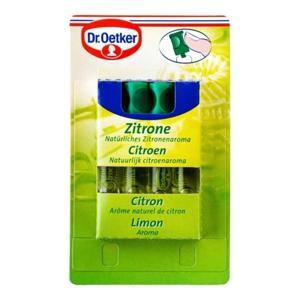 Dr.Oetker
Zitrone
Natürliches Zitronenaroma
Citroen
Natuurlijk citroenaroma
Citron
Arôme naturel de citron
Limon
Aroma